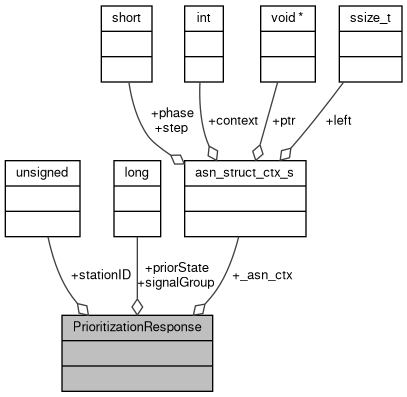 short
int
void *
ssize_t
+phase
+step
+context
+ptr
+left
unsigned
long
asn_struct_ctx_s
+stationID
+priorState
+signalGroup
+_asn_ctx
PrioritizationResponse